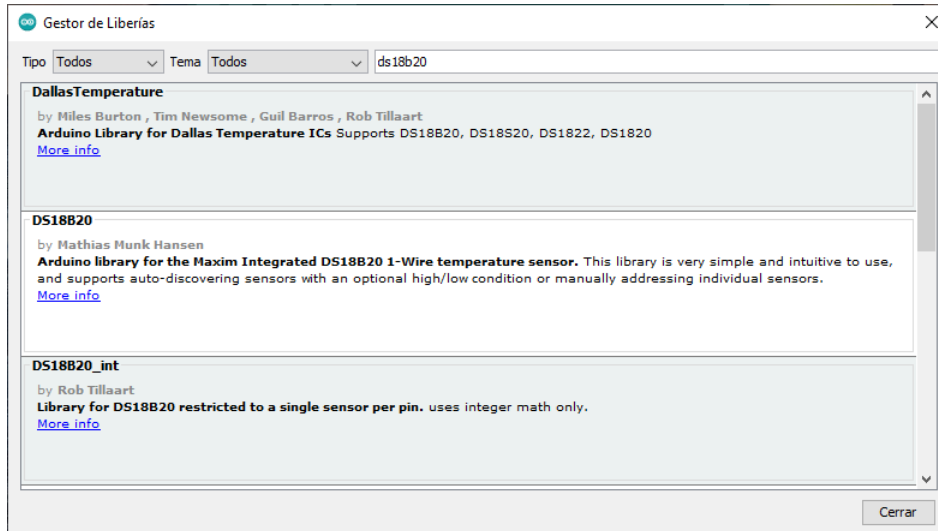 Gestor de Liberías
Tipo Todos Tema Todos ds18b20
DallasTemperature
by Miles Burton , Tim Newsome , Guil Barros , Rob Tillaart
Arduino Library for Dallas Temperature ICs Supports DS18B20, DS18S20, DS1822, DS1820
More info
DS18B20
by Mathias Munk Hansen
Arduino library for the Maxim Integrated DS18B20 1-Wire temperature sensor. This library is very simple and intuitive to use,
and supports auto-discovering sensors with an optional high/low condition or manually addressing individual sensors.
More info
DS18B20_int
by Rob Tillaart
Library for DS18B20 restricted to a single sensor per pin. uses integer math only.
More info
Cerrar